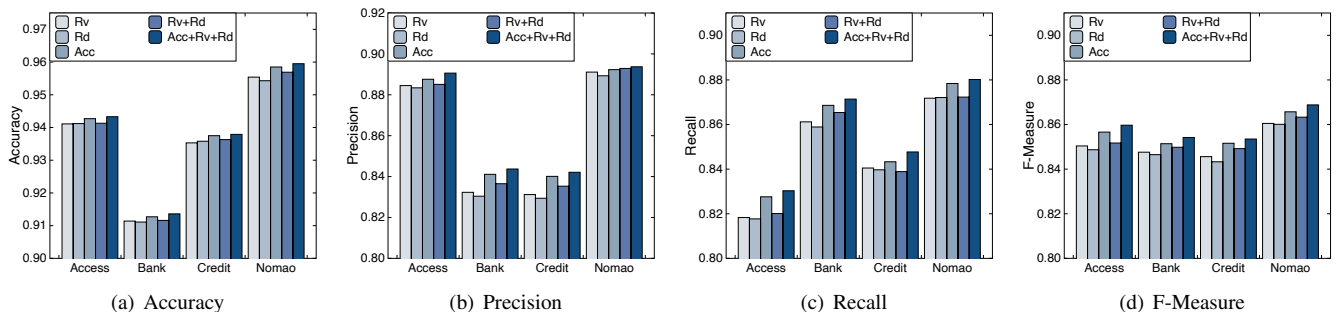 Accuracy
0.97
0.96
0.95
0.94
0.93
0.92
0.91
0.90
Rv
Rd
Acc
Rv+Rd
Acc+Rv+Rd
Access Bank Credit Nomao
(a) Accuracy
Precision
0.92
0.90
0.88
0.86
0.84
0.82
0.80
Rv
Rd
Acc
Rv+Rd
Acc+Rv+Rd
Access Bank Credit Nomao
(b) Precision
Recall
0.90
0.88
0.86
0.84
0.82
0.80
Rv
Rd
Acc
Rv+Rd
Acc+Rv+Rd
Access Bank Credit Nomao
(c) Recall
F-Measure
0.90
0.88
0.86
0.84
0.82
0.80
Rv
Rd
Acc
Rv+Rd
Acc+Rv+Rd
Access Bank Credit Nomao
(d) F-Measure